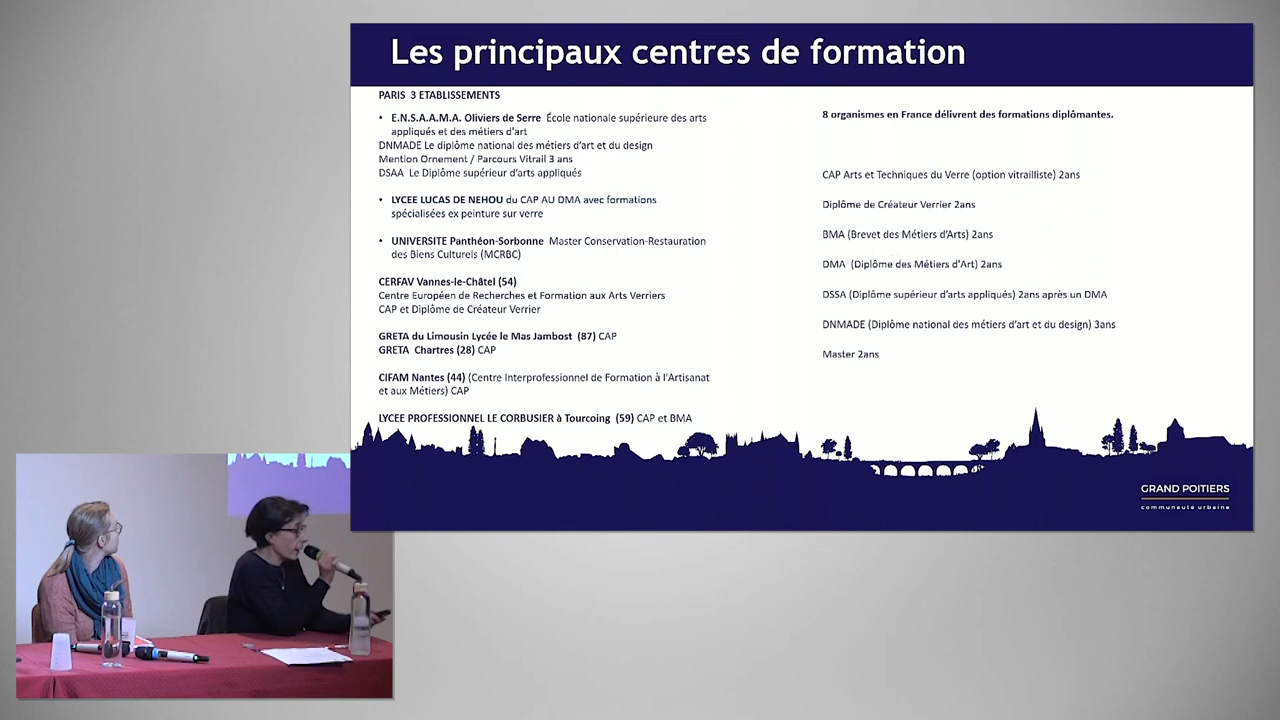 Les principaux centres de formation
PARIS 3 ETABLISSEMENTS
• E.N.S.A.A.M.A. Oliviers de Serre École nationale supérieure des arts
appliqués et des métiers d'art
DNMADE Le diplôme national des métiers d'art et du design
Mention Ornement / Parcours Vitrail 3 ans
DSAA Le Diplôme supérieur d'arts appliqués
• LYCEE LUCAS DE NEHOU du CAP AU DMA avec formations
spécialisées ex peinture sur verre
• UNIVERSITE Panthéon-Sorbonne Master Conservation-Restauration
des Biens Culturels (MCRBC)
CERFAV Vannes-le-Châtel (54)
Centre Européen de Recherches et Formation aux Arts Verriers
CAP et Diplôme de Créateur Verrier
GRETA du Limousin Lycée le Mas Jambost (87) CAP
GRETA Chartres (28) CAP
CIFAM Nantes (44) (Centre Interprofessionnel de Formation à l'Artisanat
et aux Métiers) CAP
LYCEE PROFESSIONNEL LE CORBUSIER à Tourcoing (59) CAP et BMA
8 organismes en France délivrent des formations diplômantes.
CAP Arts et Techniques du Verre (option vitrailliste) 2ans
Diplôme de Créateur Verrier 2ans
BMA (Brevet des Métiers d'Arts) 2ans
DMA (Diplôme des Métiers d'Art) 2ans
DSSA (Diplôme supérieur d'arts appliqués) 2ans après un DMA
DNMADE (Diplôme national des métiers d'art et du design) 3ans
Master 2ans
GRAND POITIERS
communauté urbaine